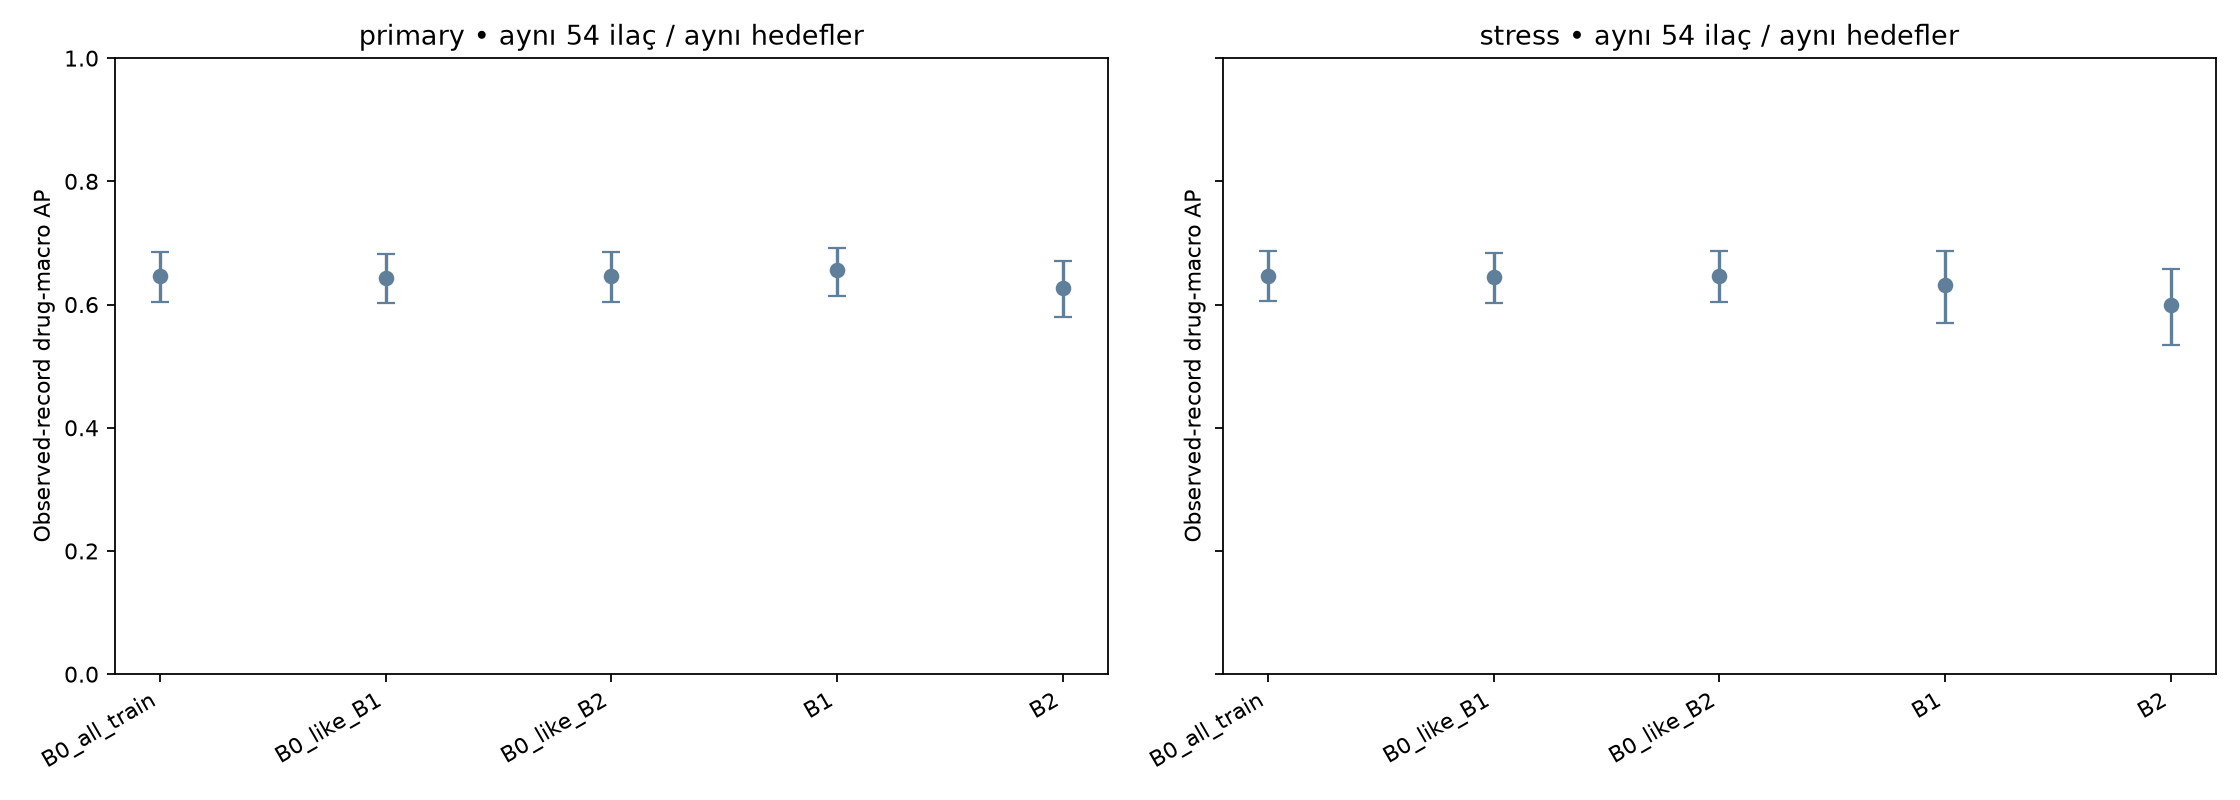 primary • aynı 54 ilaç / aynı hedefler
Observed-record drug-macro AP
1.0
0.8
0.6
0.4
0.2
0.0
B0_all_train
B0_like_B1
B0_like_B2
B1
B2
stress • aynı 54 ilaç / aynı hedefler
Observed-record drug-macro AP
B0_all_train
B0_like_B1
B0_like_B2
B1
B2